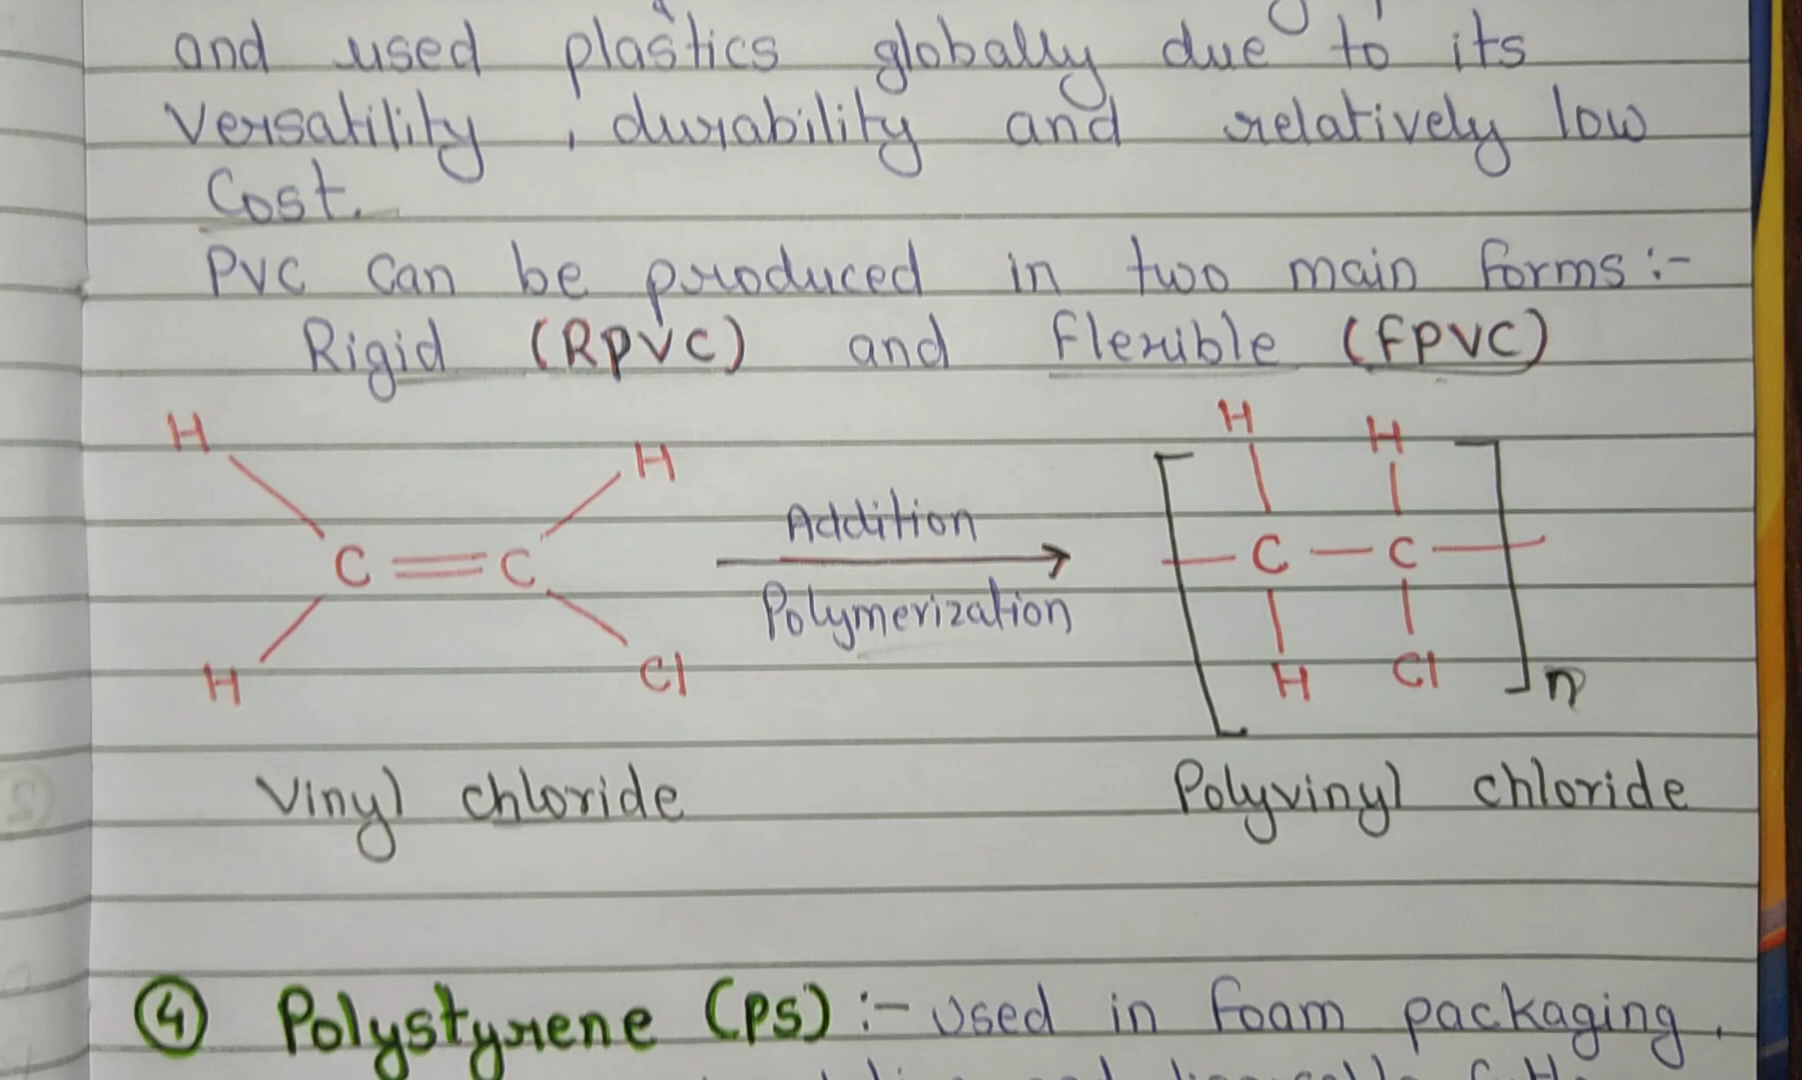 and used plastics globally due to its
versatility, durability and relatively low
Cost.
PVC can be produced in two main forms:-
Rigid (RPVC) and Flexible (FPVC)
H H H H
Addition
C = C — C — C —
Polymerization
H Cl H Cl n
Vinyl chloride Polyvinyl chloride
④ Polystyrene (PS):- Used in foam packaging,